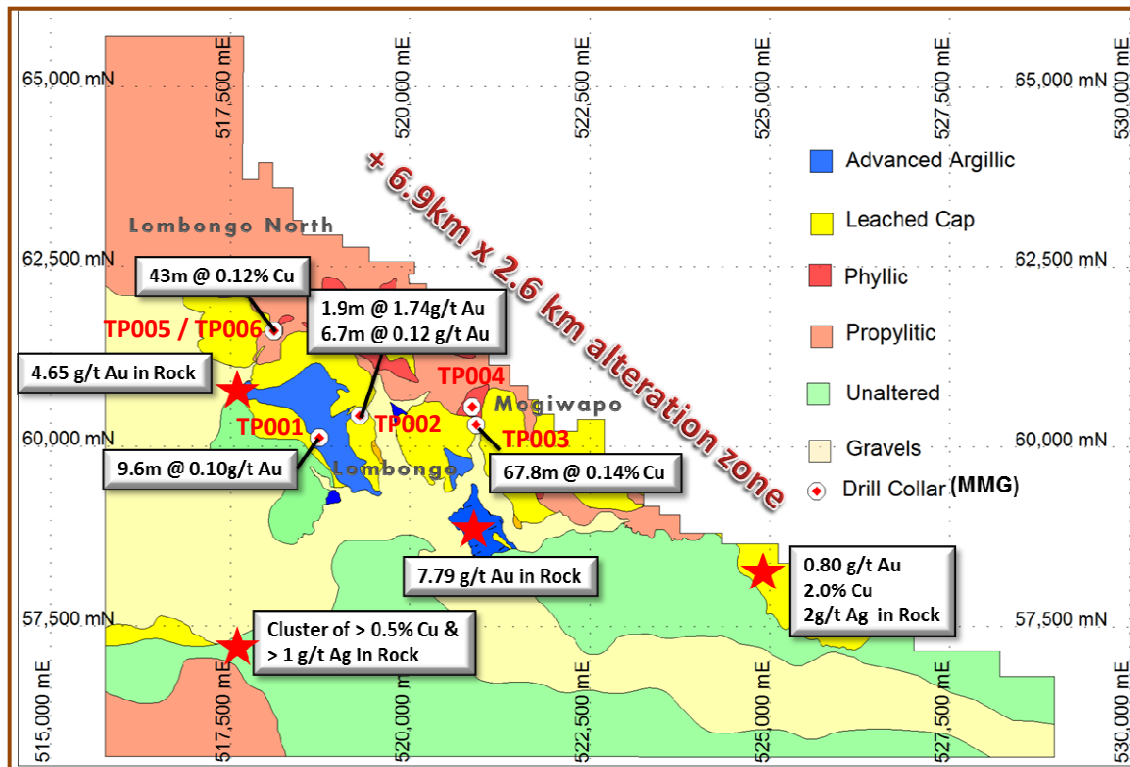 517,500 mE
520,000 mE
522,500 mE
525,000 mE
527,500 mE
530,000 mE
65,000 mN
65,000 mN
+ 6.9km x 2.6 km alteration zone
Advanced Argillic
Leached Cap
Phyllic
Propylitic
Unaltered
Gravels
Drill Collar (MMG)
Lombongo North
62,500 mN
62,500 mN
43m @ 0.12% Cu
1.9m @ 1.74g/t Au
6.7m @ 0.12 g/t Au
TP005 / TP006
4.65 g/t Au in Rock
TP004
Mogiwapo
TP001
TP002
TP003
60,000 mN
60,000 mN
9.6m @ 0.10g/t Au
Lombongo
67.8m @ 0.14% Cu
7.79 g/t Au in Rock
0.80 g/t Au
2.0% Cu
2g/t Ag in Rock
57,500 mN
57,500 mN
Cluster of > 0.5% Cu &
> 1 g/t Ag in Rock
515,000 mE
517,500 mE
520,000 mE
522,500 mE
525,000 mE
527,500 mE
530,000 mE